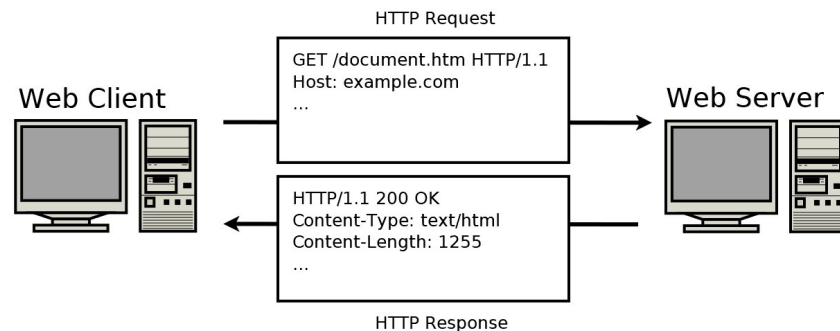 HTTP Request
GET /document.htm HTTP/1.1
Host: example.com
...
Web Client
Web Server
HTTP/1.1 200 OK
Content-Type: text/html
Content-Length: 1255
...
HTTP Response